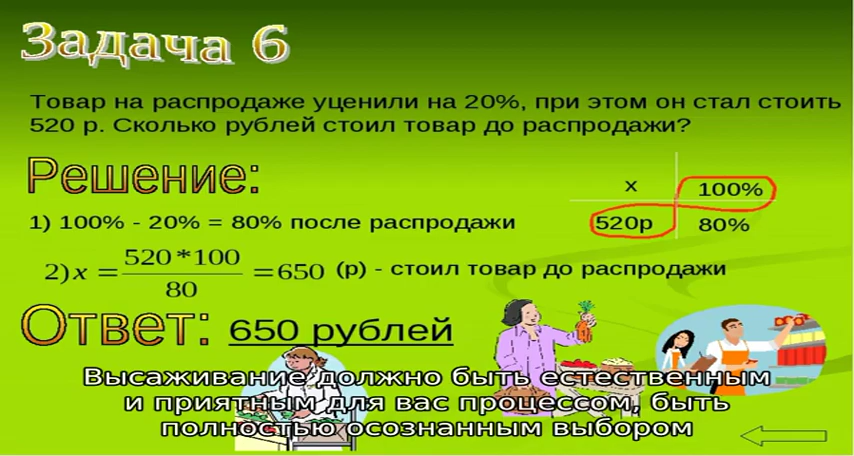 Задача 6
Товар на распродаже уценили на 20%, при этом он стал стоить
520 р. Сколько рублей стоил товар до распродажи?
Решение:
x 100%
1) 100% - 20% = 80% после распродажи
520р 80%
2) x = 520*100 / 80 = 650 (р) - стоил товар до распродажи
Ответ: 650 рублей
Высаживание должно быть естественным
и приятным для вас процессом, быть
полностью осознанным выбором